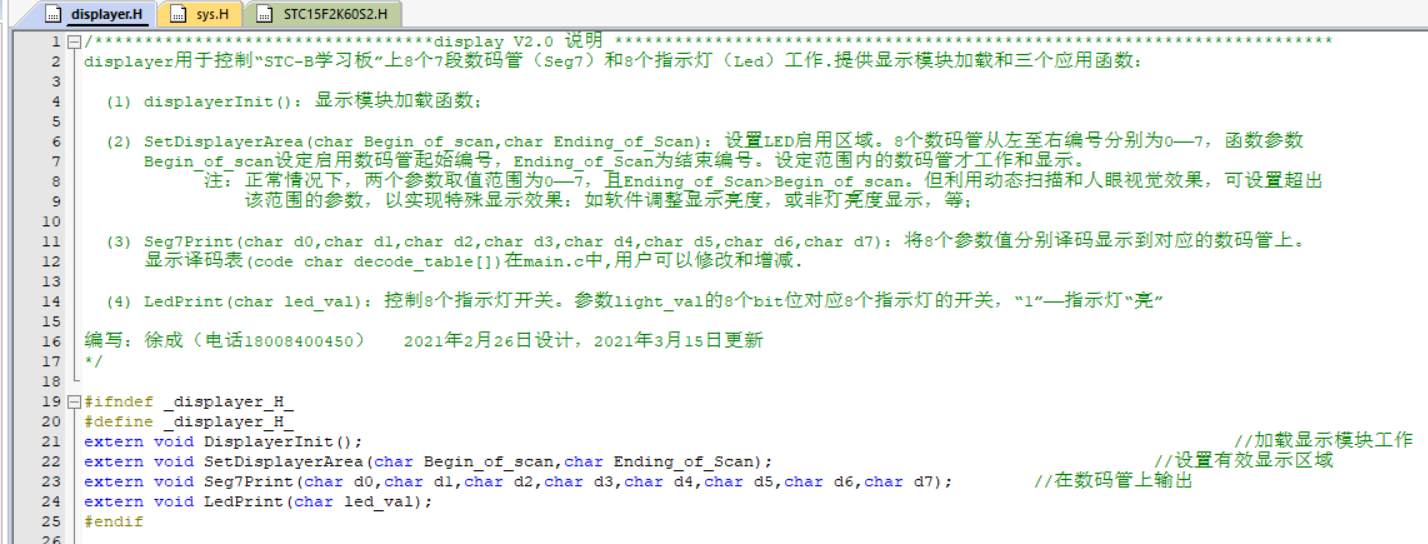 displayer.H sys.H STC15F2K60S2.H
1 /**********************************display V2.0 说明 ************************************************************************
2 displayer用于控制“STC-B学习板”上8个7段数码管（Seg7）和8个指示灯（Led）工作.提供显示模块加载和三个应用函数：
3
4 (1) displayerInit()：显示模块加载函数；
5
6 (2) SetDisplayerArea(char Begin_of_scan,char Ending_of_Scan)：设置LED启用区域。8个数码管从左至右编号分别为0——7，函数参数
7 Begin_of_scan设定启用数码管起始编号，Ending_of_Scan为结束编号。设定范围内的数码管才工作和显示。
8 注：正常情况下，两个参数取值范围为0——7，且Ending_of_Scan>Begin_of_scan。但利用动态扫描和人眼视觉效果，可设置超出
9 该范围的参数，以实现特殊显示效果：如软件调整显示亮度，或非灯亮度显示，等；
10
11 (3) Seg7Print(char d0,char d1,char d2,char d3,char d4,char d5,char d6,char d7)：将8个参数值分别译码显示到对应的数码管上。
12 显示译码表(code char decode_table[])在main.c中,用户可以修改和增减.
13
14 (4) LedPrint(char led_val)：控制8个指示灯开关。参数light_val的8个bit位对应8个指示灯的开关，“1”——指示灯“亮”
15
16 编写：徐成（电话18008400450） 2021年2月26日设计，2021年3月15日更新
17 */
18
19 #ifndef _displayer_H_
20 #define _displayer_H_
21 extern void DisplayerInit(); //加载显示模块工作
22 extern void SetDisplayerArea(char Begin_of_scan,char Ending_of_Scan); //设置有效显示区域
23 extern void Seg7Print(char d0,char d1,char d2,char d3,char d4,char d5,char d6,char d7); //在数码管上输出
24 extern void LedPrint(char led_val);
25 #endif
26